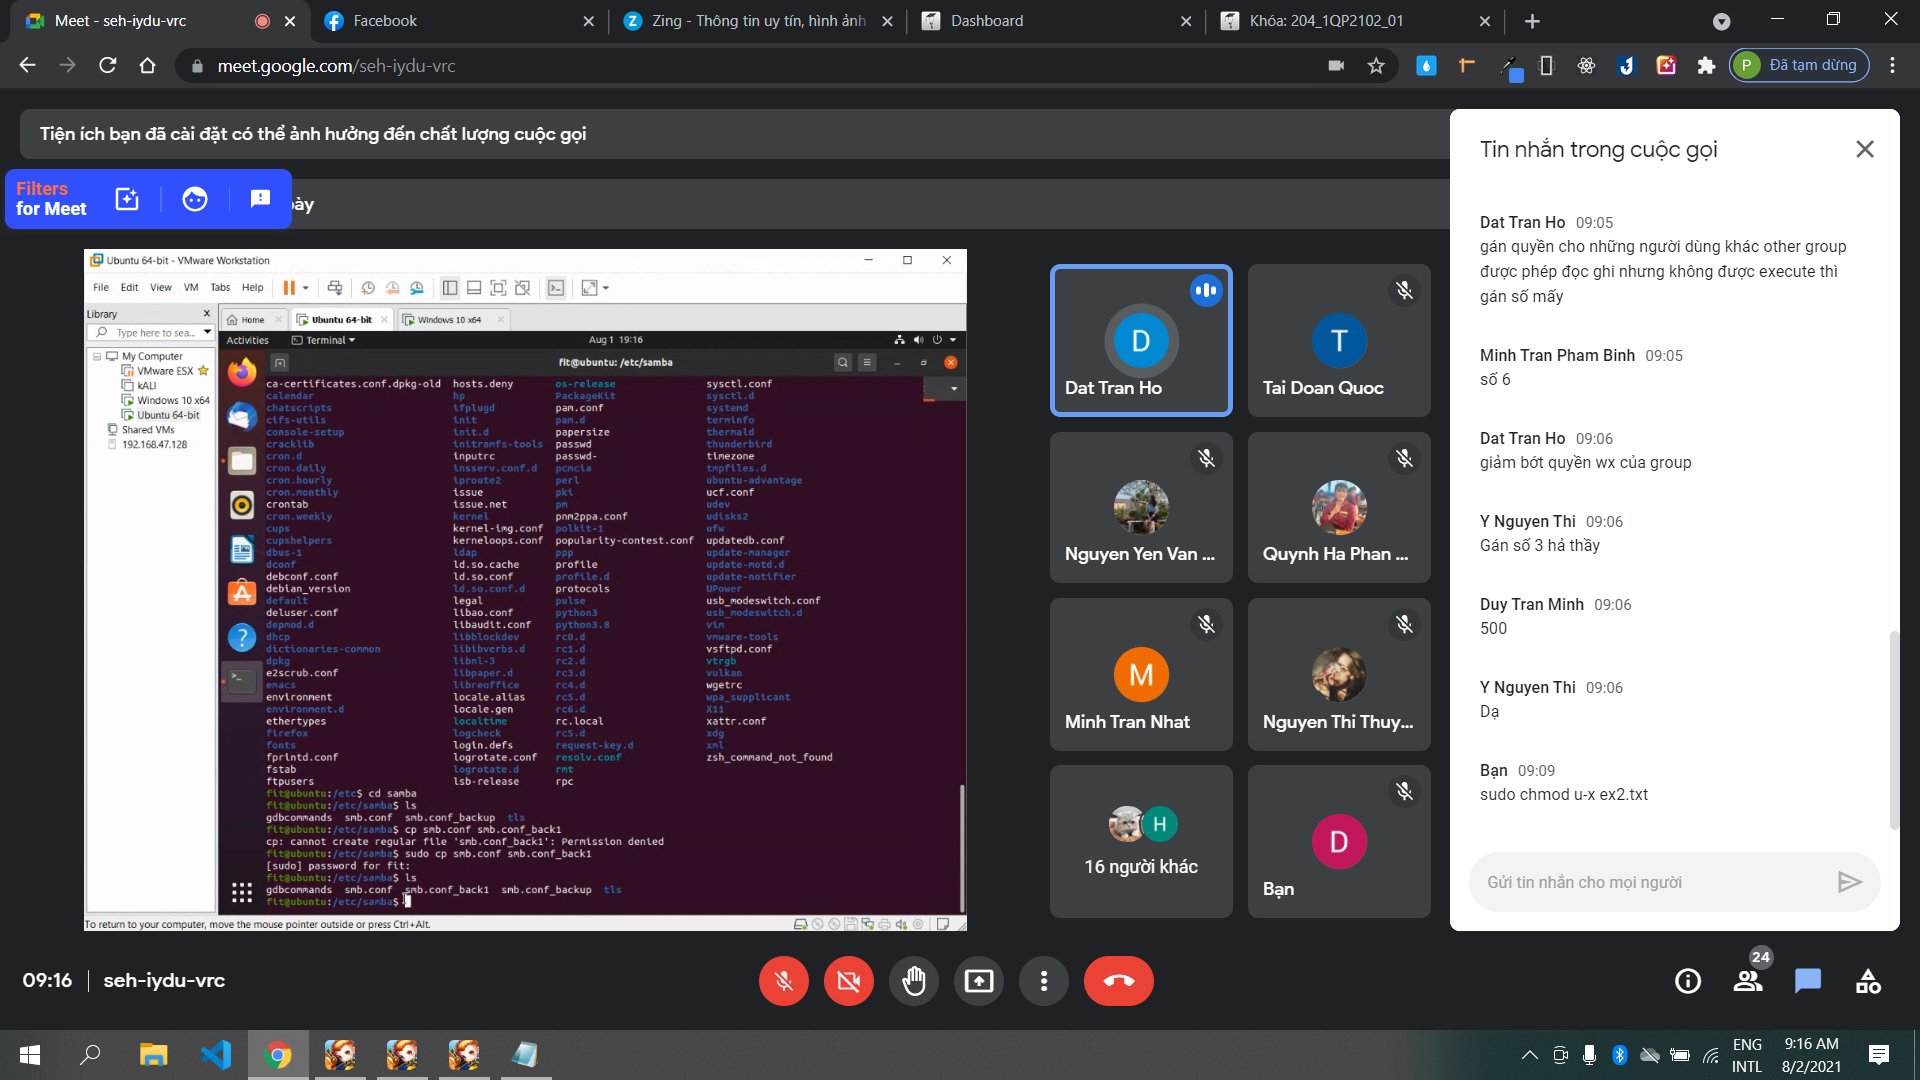 Meet - seh-iydu-vrc
Facebook
Zing - Thông tin uy tín, hình ảnh
Dashboard
Khóa: 204_1QP2102_01
meet.google.com/seh-iydu-vrc
P
Đã tạm dừng
Tiện ích bạn đã cài đặt có thể ảnh hưởng đến chất lượng cuộc gọi
Filters
for Meet
Ubuntu 64-bit - VMware Workstation
File Edit View VM Tabs Help
Library
Type here to sea...
My Computer
VMware ESX
kALI
Windows 10 x64
Ubuntu 64-bit
Shared VMs
192.168.47.128
Home
Ubuntu 64-bit
Windows 10 x64
Activities
Terminal
Aug 1 19:16
fit@ubuntu: /etc/samba
ca-certificates.conf.dpkg-old hosts.deny os-release sysctl.conf
calendar hp PackageKit sysctl.d
chatscripts ifplugd pam.conf systemd
cifs-utils init pam.d terminfo
console-setup init.d papersize thermald
cracklib initramfs-tools passwd thunderbird
cron.d inputrc passwd- timezone
cron.daily insserv.conf.d pcmcia tmpfiles.d
cron.hourly iproute2 perl ubuntu-advantage
cron.monthly issue pki ucf.conf
crontab issue.net pm udev
cron.weekly kernel pnm2ppa.conf udisks2
cups kernel-img.conf polkit-1 ufw
cupshelpers kerneloops.conf popularity-contest.conf updatedb.conf
dbus-1 ldap ppp update-manager
dconf ld.so.cache profile update-motd.d
debconf.conf ld.so.conf profile.d update-notifier
debian_version ld.so.conf.d protocols UPower
default legal pulse usb_modeswitch.conf
deluser.conf libao.conf python3 usb_modeswitch.d
depmod.d libaudit.conf python3.8 vim
dhcp libblockdev rc0.d vmware-tools
dictionaries-common libibverbs.d rc1.d vsftpd.conf
dpkg libnl-3 rc2.d vtrgb
e2scrub.conf libpaper.d rc3.d vulkan
emacs libreoffice rc4.d wgetrc
environment locale.alias rc5.d wpa_supplicant
environment.d locale.gen rc6.d X11
ethertypes localtime rc.local xattr.conf
firefox logcheck rcS.d xdg
fonts login.defs request-key.d xml
fprintd.conf logrotate.conf resolv.conf zsh_command_not_found
fstab logrotate.d rmt
ftpusers lsb-release rpc
fit@ubuntu:/etc$ cd samba
fit@ubuntu:/etc/samba$ ls
gdbcommands smb.conf smb.conf_backup tls
fit@ubuntu:/etc/samba$ cp smb.conf smb.conf_back1
cp: cannot create regular file 'smb.conf_back1': Permission denied
fit@ubuntu:/etc/samba$ sudo cp smb.conf smb.conf_back1
[sudo] password for fit:
fit@ubuntu:/etc/samba$ ls
gdbcommands smb.conf smb.conf_back1 smb.conf_backup tls
fit@ubuntu:/etc/samba$
To return to your computer, move the mouse pointer outside or press Ctrl+Alt.
D
Dat Tran Ho
T
Tai Doan Quoc
Nguyen Yen Van ...
Quynh Ha Phan ...
M
Minh Tran Nhat
Nguyen Thi Thuy...
H
16 người khác
D
Bạn
Tin nhắn trong cuộc gọi
Dat Tran Ho 09:05
gán quyền cho những người dùng khác other group
được phép đọc ghi nhưng không được execute thì
gán số mấy
Minh Tran Pham Binh 09:05
số 6
Dat Tran Ho 09:06
giảm bớt quyền wx của group
Y Nguyen Thi 09:06
Gán số 3 hả thầy
Duy Tran Minh 09:06
500
Y Nguyen Thi 09:06
Dạ
Bạn 09:09
sudo chmod u-x ex2.txt
Gửi tin nhắn cho mọi người
09:16
seh-iydu-vrc
24
ENG
INTL
9:16 AM
8/2/2021